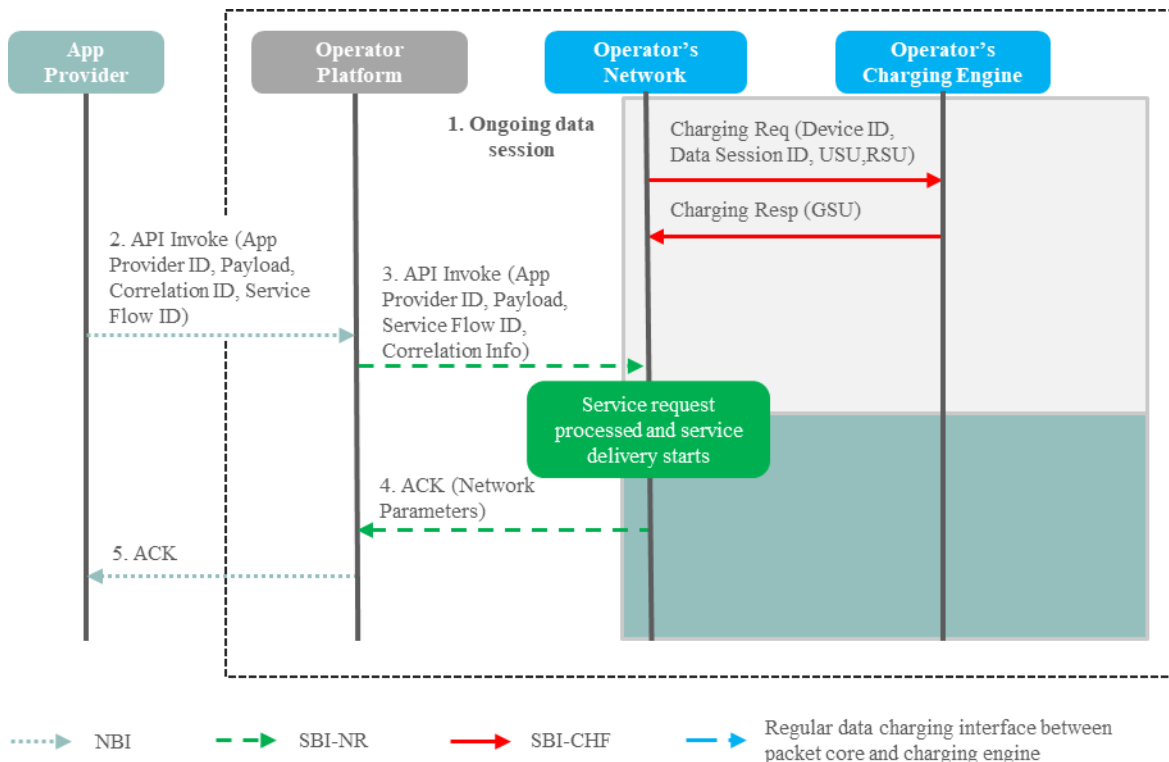 App
Provider
Operator
Platform
Operator's
Network
Operator's
Charging Engine
1. Ongoing data
session
Charging Req (Device ID,
Data Session ID, USU,RSU)
Charging Resp (GSU)
2. API Invoke (App
Provider ID, Payload,
Correlation ID, Service
Flow ID)
3. API Invoke (App
Provider ID, Payload,
Service Flow ID,
Correlation Info)
Service request
processed and service
delivery starts
4. ACK (Network
Parameters)
5. ACK
NBI
SBI-NR
SBI-CHF
Regular data charging interface between
packet core and charging engine